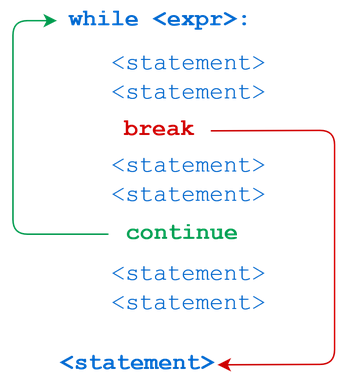 while <expr>:
<statement>
<statement>
break
<statement>
<statement>
continue
<statement>
<statement>
<statement>